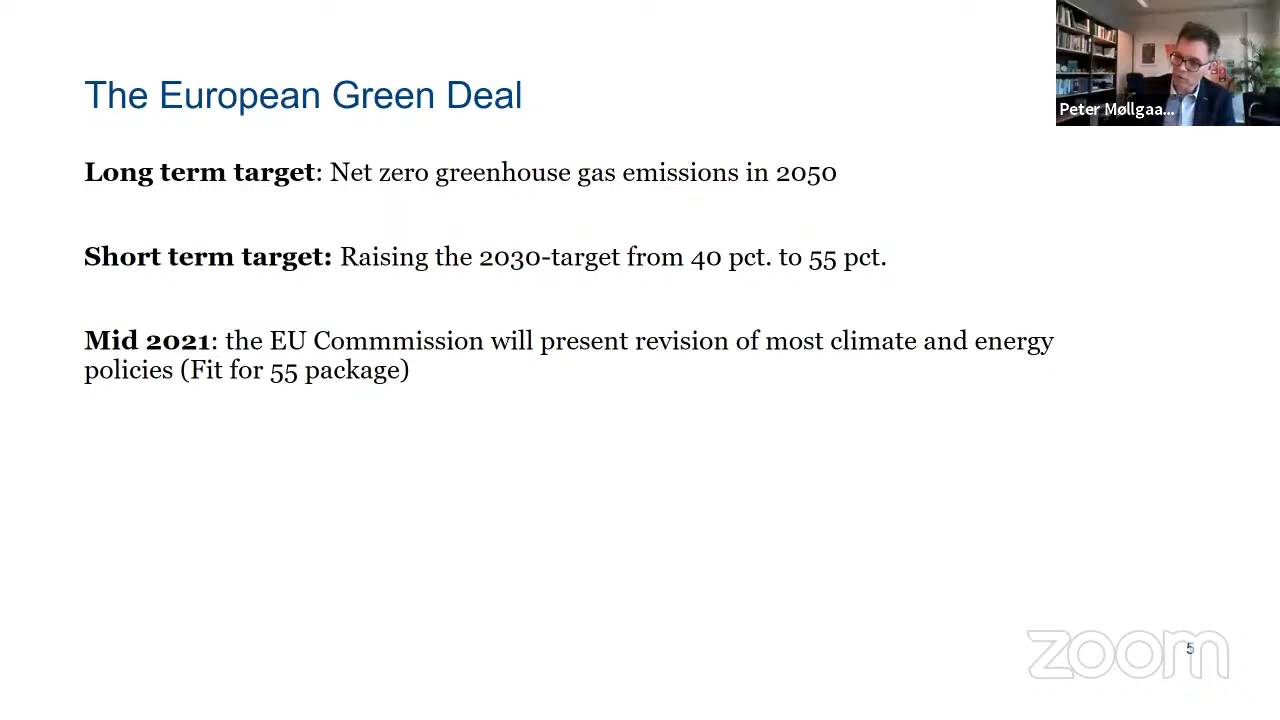 The European Green Deal
Peter Møllgaa...
Long term target: Net zero greenhouse gas emissions in 2050
Short term target: Raising the 2030-target from 40 pct. to 55 pct.
Mid 2021: the EU Commmission will present revision of most climate and energy
policies (Fit for 55 package)
zoom
5